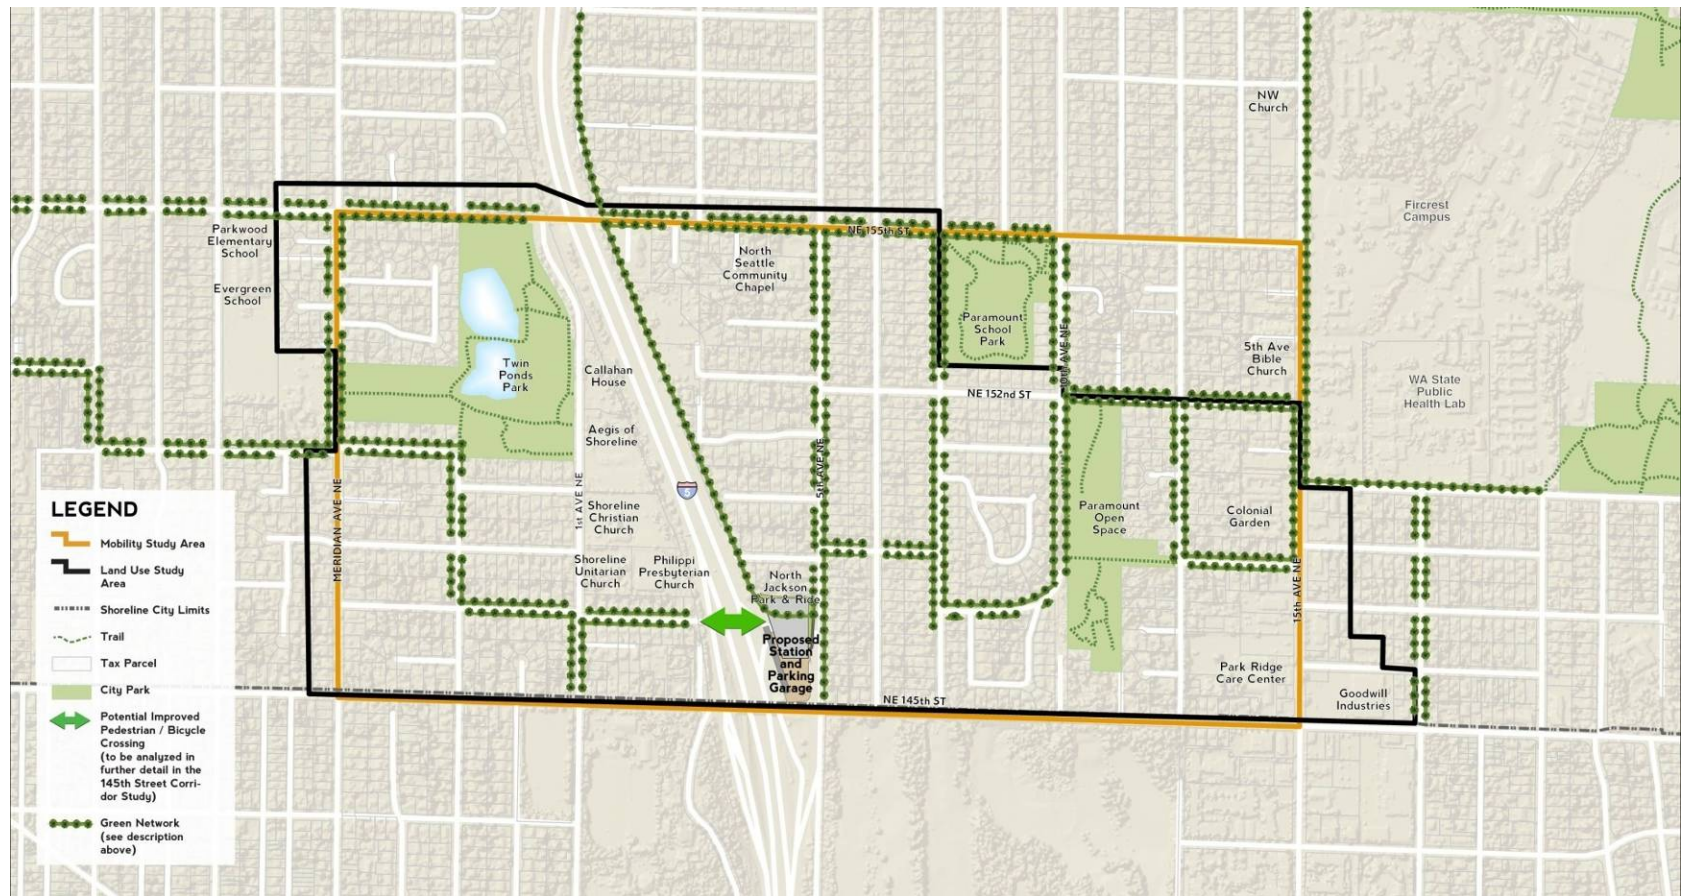 NW
Church
Fircrest
Campus
Parkwood
Elementary
School
NE 155th ST
North
Seattle
Community
Chapel
Evergreen
School
Paramount
School
Park
10th AVE NE
5th Ave
Bible
Church
Twin
Ponds
Park
Callahan
House
WA State
Public
Health Lab
NE 152nd ST
Aegis of
Shoreline
5th AVE NE
1st AVE NE
5
MERIDIAN AVE NE
Shoreline
Christian
Church
Paramount
Open
Space
Colonial
Garden
Shoreline
Unitarian
Church
Philippi
Presbyterian
Church
North
Jackson
Park & Ride
15th AVE NE
Proposed
Station
and
Parking
Garage
Park Ridge
Care Center
Goodwill
Industries
NE 145th ST
LEGEND
Mobility Study Area
Land Use Study
Area
Shoreline City Limits
Trail
Tax Parcel
City Park
Potential Improved
Pedestrian / Bicycle
Crossing
(to be analyzed in
further detail in the
145th Street Corri-
dor Study)
Green Network
(see description
above)